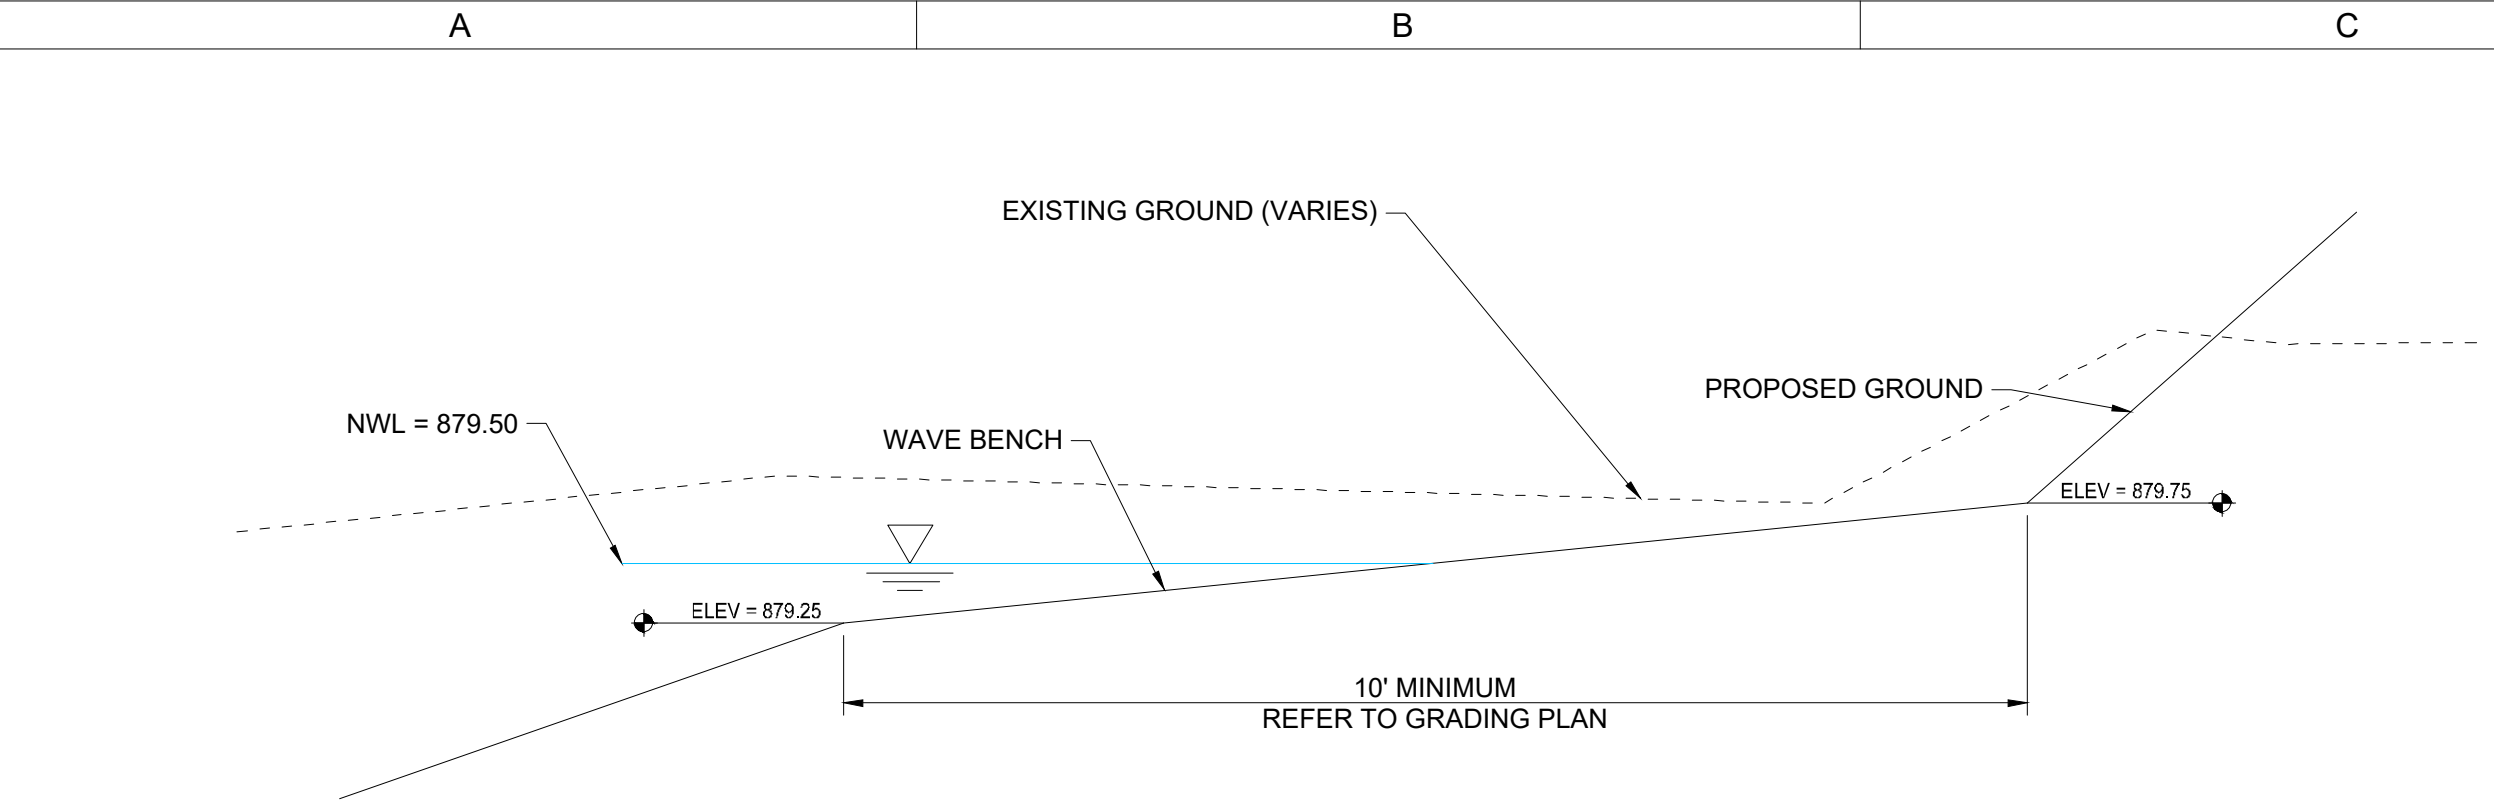 A
B
C
EXISTING GROUND (VARIES)
PROPOSED GROUND
NWL = 879.50
WAVE BENCH
ELEV = 879.75
ELEV = 879.25
10' MINIMUM
REFER TO GRADING PLAN